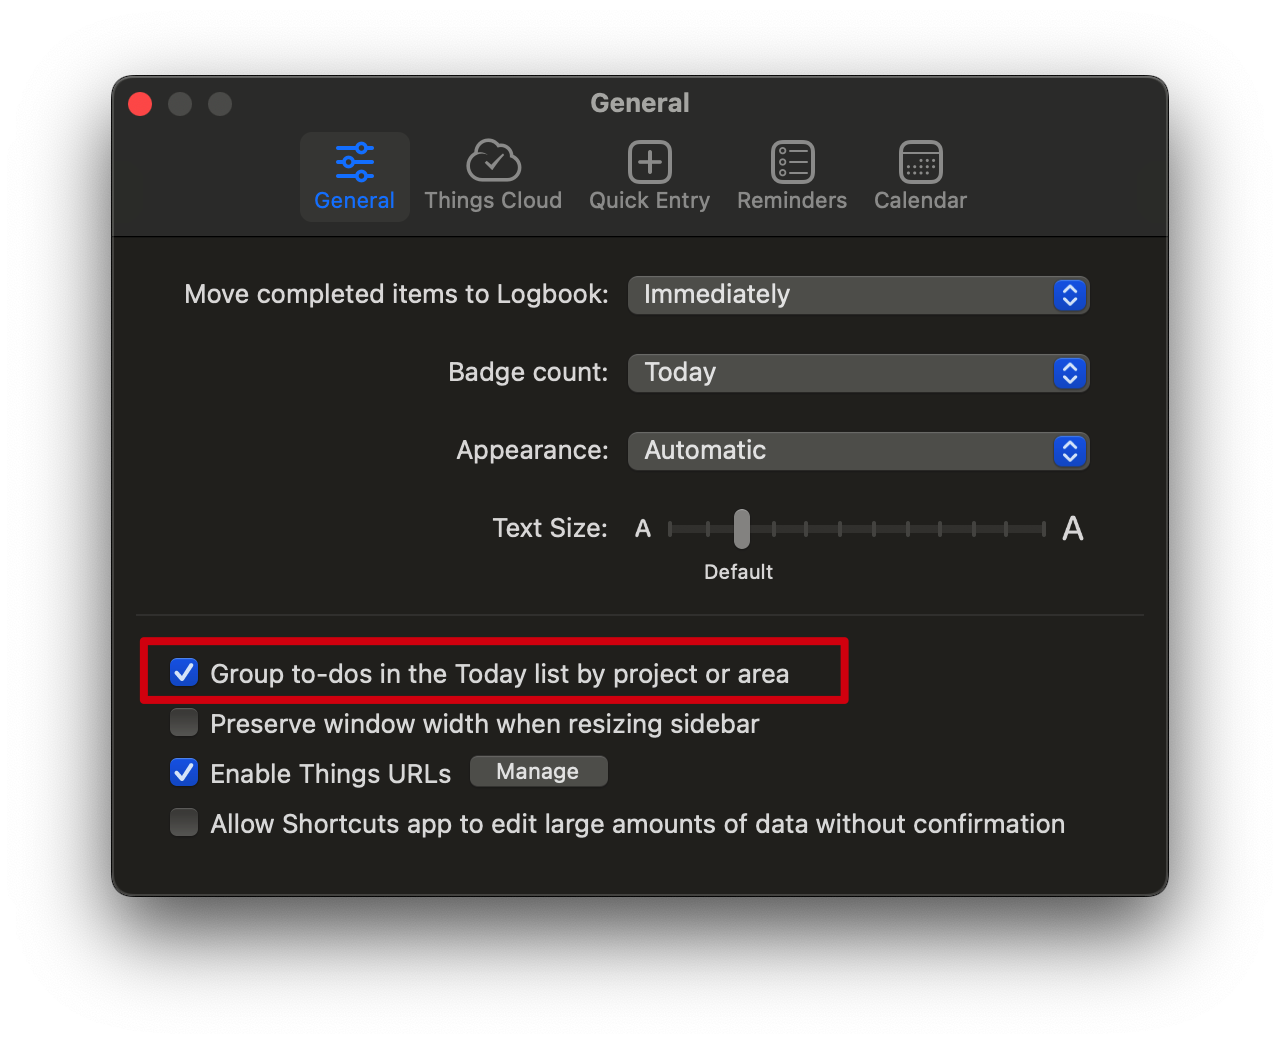 General
General Things Cloud Quick Entry Reminders Calendar
Move completed items to Logbook: Immediately
Badge count: Today
Appearance: Automatic
Text Size: A A
Default
Group to-dos in the Today list by project or area
Preserve window width when resizing sidebar
Enable Things URLs Manage
Allow Shortcuts app to edit large amounts of data without confirmation